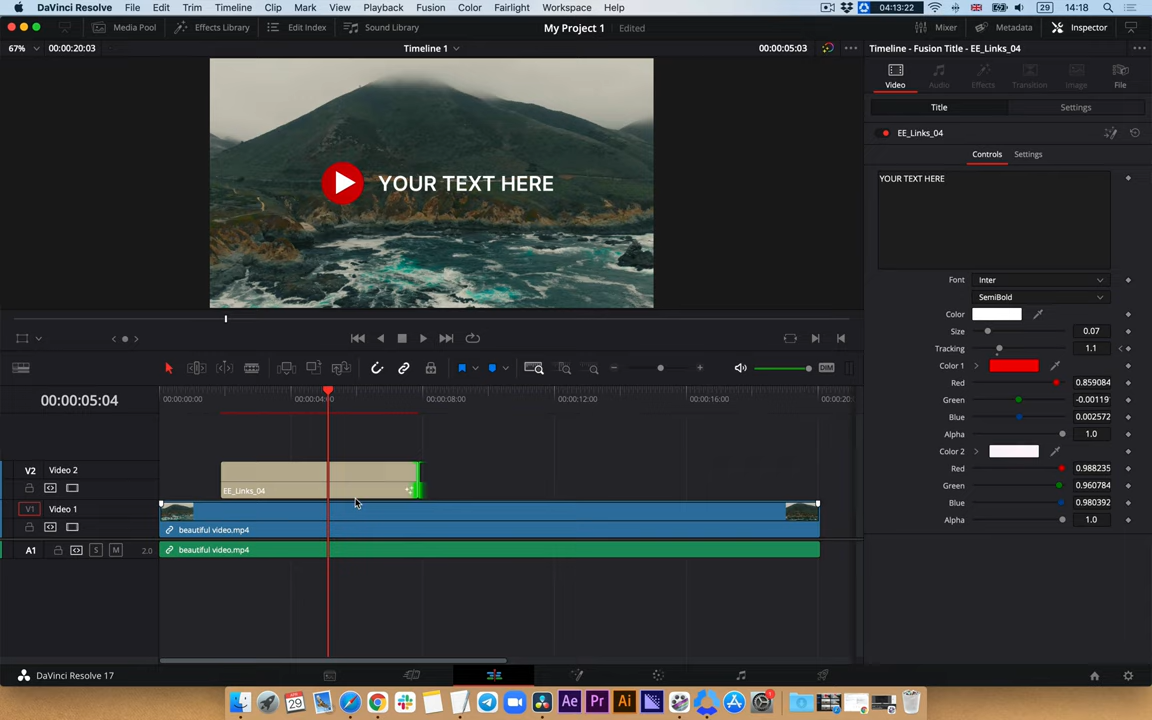 DaVinci Resolve File Edit Trim Timeline Clip Mark View Playback Fusion Color Fairlight Workspace Help 04:13:22 29 14:18
Media Pool Effects Library Edit Index Sound Library My Project 1 Edited Mixer Metadata Inspector
67% 00:00:20:03 Timeline 1 00:00:05:03 Timeline - Fusion Title - EE_Links_04
Video Audio Effects Transition Image File
Title Settings
EE_Links_04
Controls Settings
YOUR TEXT HERE
YOUR TEXT HERE
Font Inter
SemiBold
Color
Size 0.07
Tracking 1.1
Color 1
Red 0.859084
Green -0.00119
Blue 0.002572
Alpha 1.0
Color 2
Red 0.988235
Green 0.960784
Blue 0.980392
Alpha 1.0
DIM
00:00:05:04
00:00:00:00 00:00:08:00 00:00:12:00 00:00:16:00
V2 Video 2
EE_Links_04
V1 Video 1
beautiful video.mp4
A1 S M 2.0 beautiful video.mp4
DaVinci Resolve 17
29 Ae Pr Ai